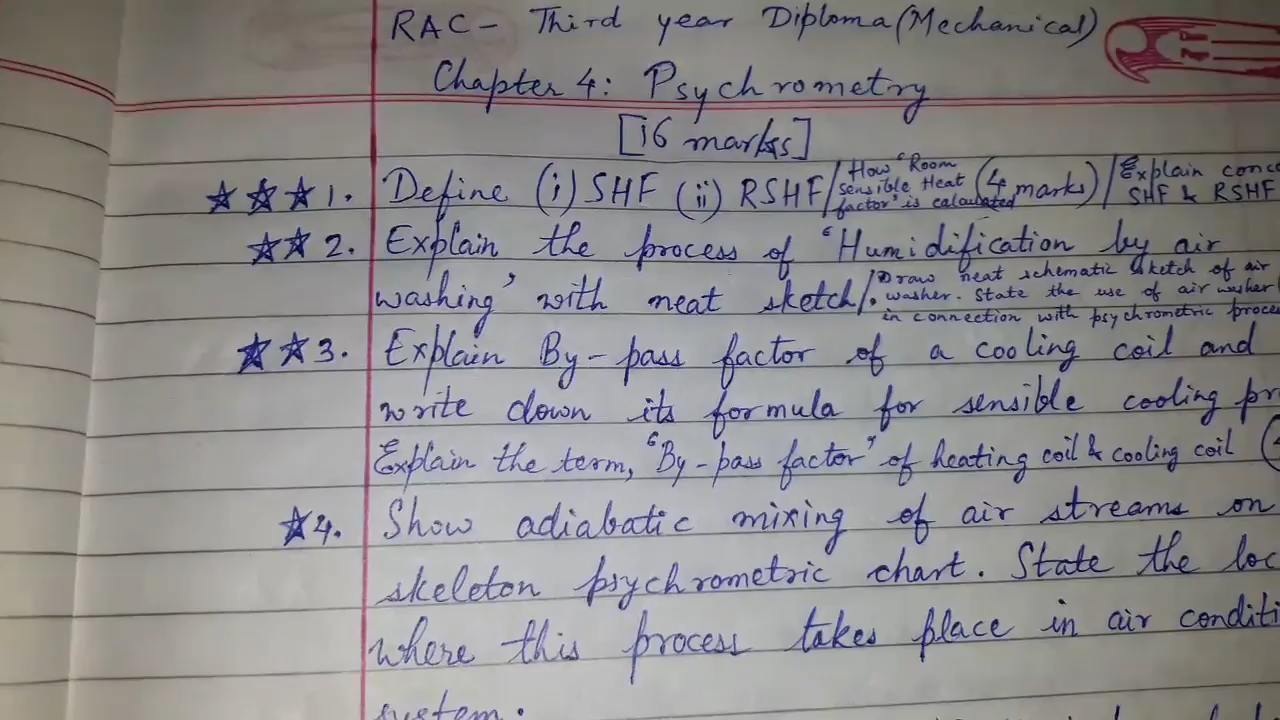 RAC - Third year Diploma (Mechanical)
Chapter 4: Psychrometry
[16 marks]
1. Define (i) SHF (ii) RSHF / How 'Room sensible Heat factor' is calculated (4 marks) / Explain SHF & RSHF
2. Explain the process of 'Humidification by air
washing' with neat sketch /. Draw neat schematic sketch of air washer. State the use of air washer in connection with psychrometric
3. Explain By-pass factor of a cooling coil and
write down its formula for sensible cooling
Explain the term, 'By-pass factor' of heating coil & cooling coil
4. Show adiabatic mixing of air streams on
skeleton psychrometric chart. State the
where this process takes place in air
system.